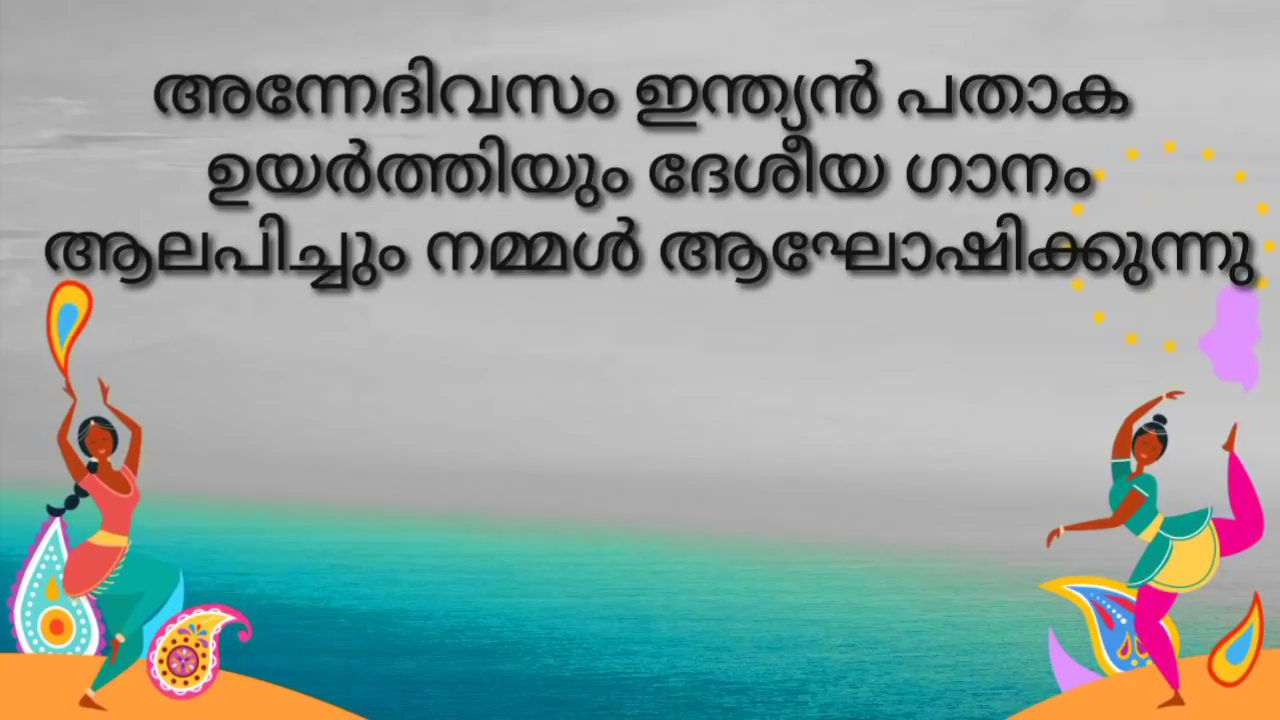 അന്നേദിവസം ഇന്ത്യൻ പതാക
ഉയർത്തിയും ദേശീയ ഗാനം
ആലപിച്ചും നമ്മൾ ആഘോഷിക്കുന്നു